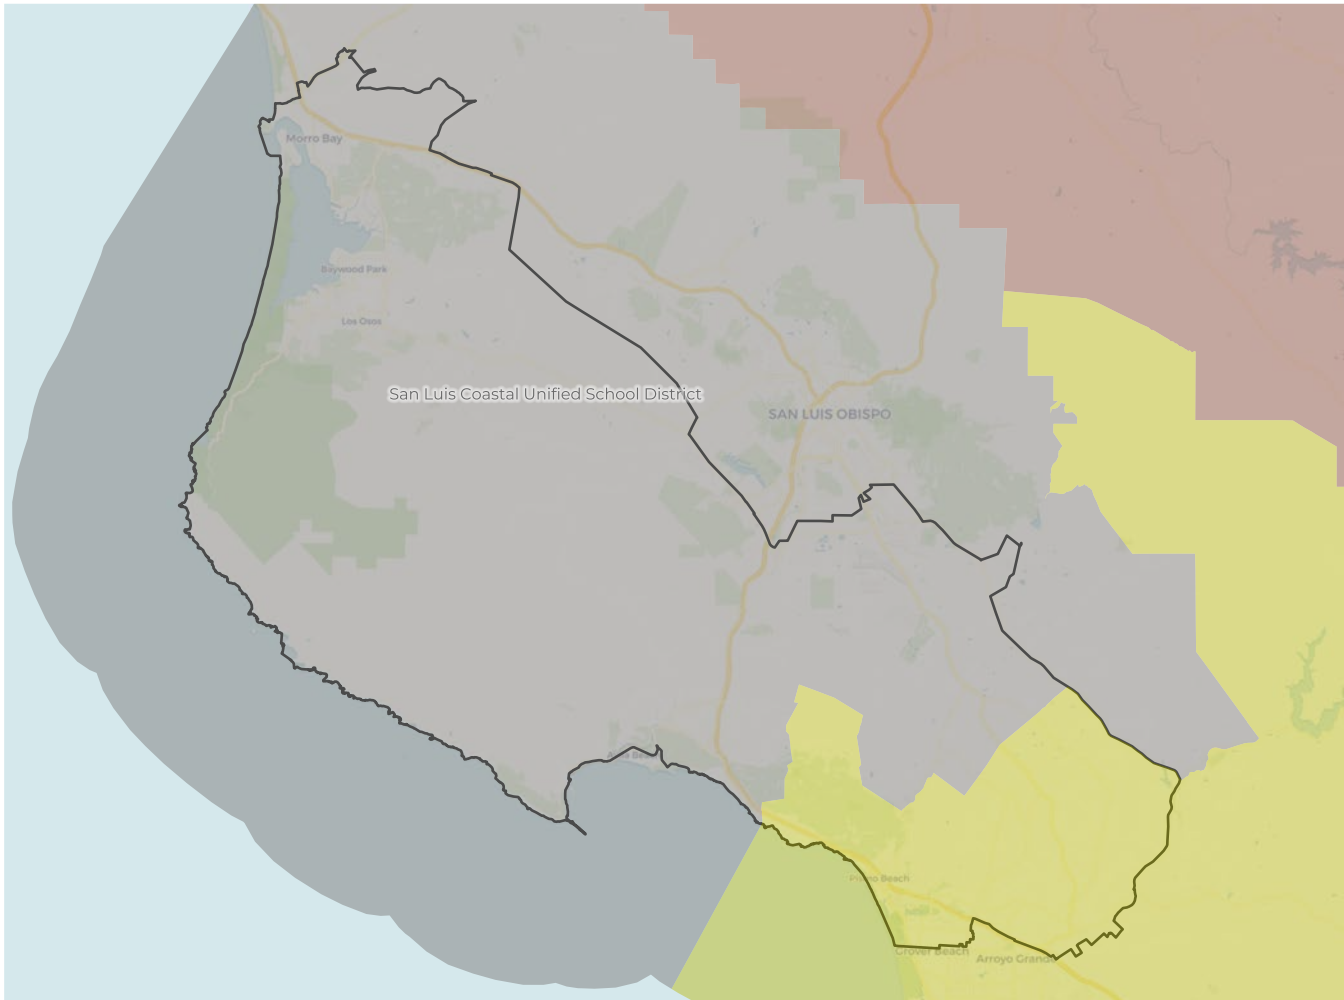 Morro Bay
Baywood Park
Los Osos
San Luis Coastal Unified School District
SAN LUIS OBISPO
Pismo Beach
Grover Beach
Arroyo Grande